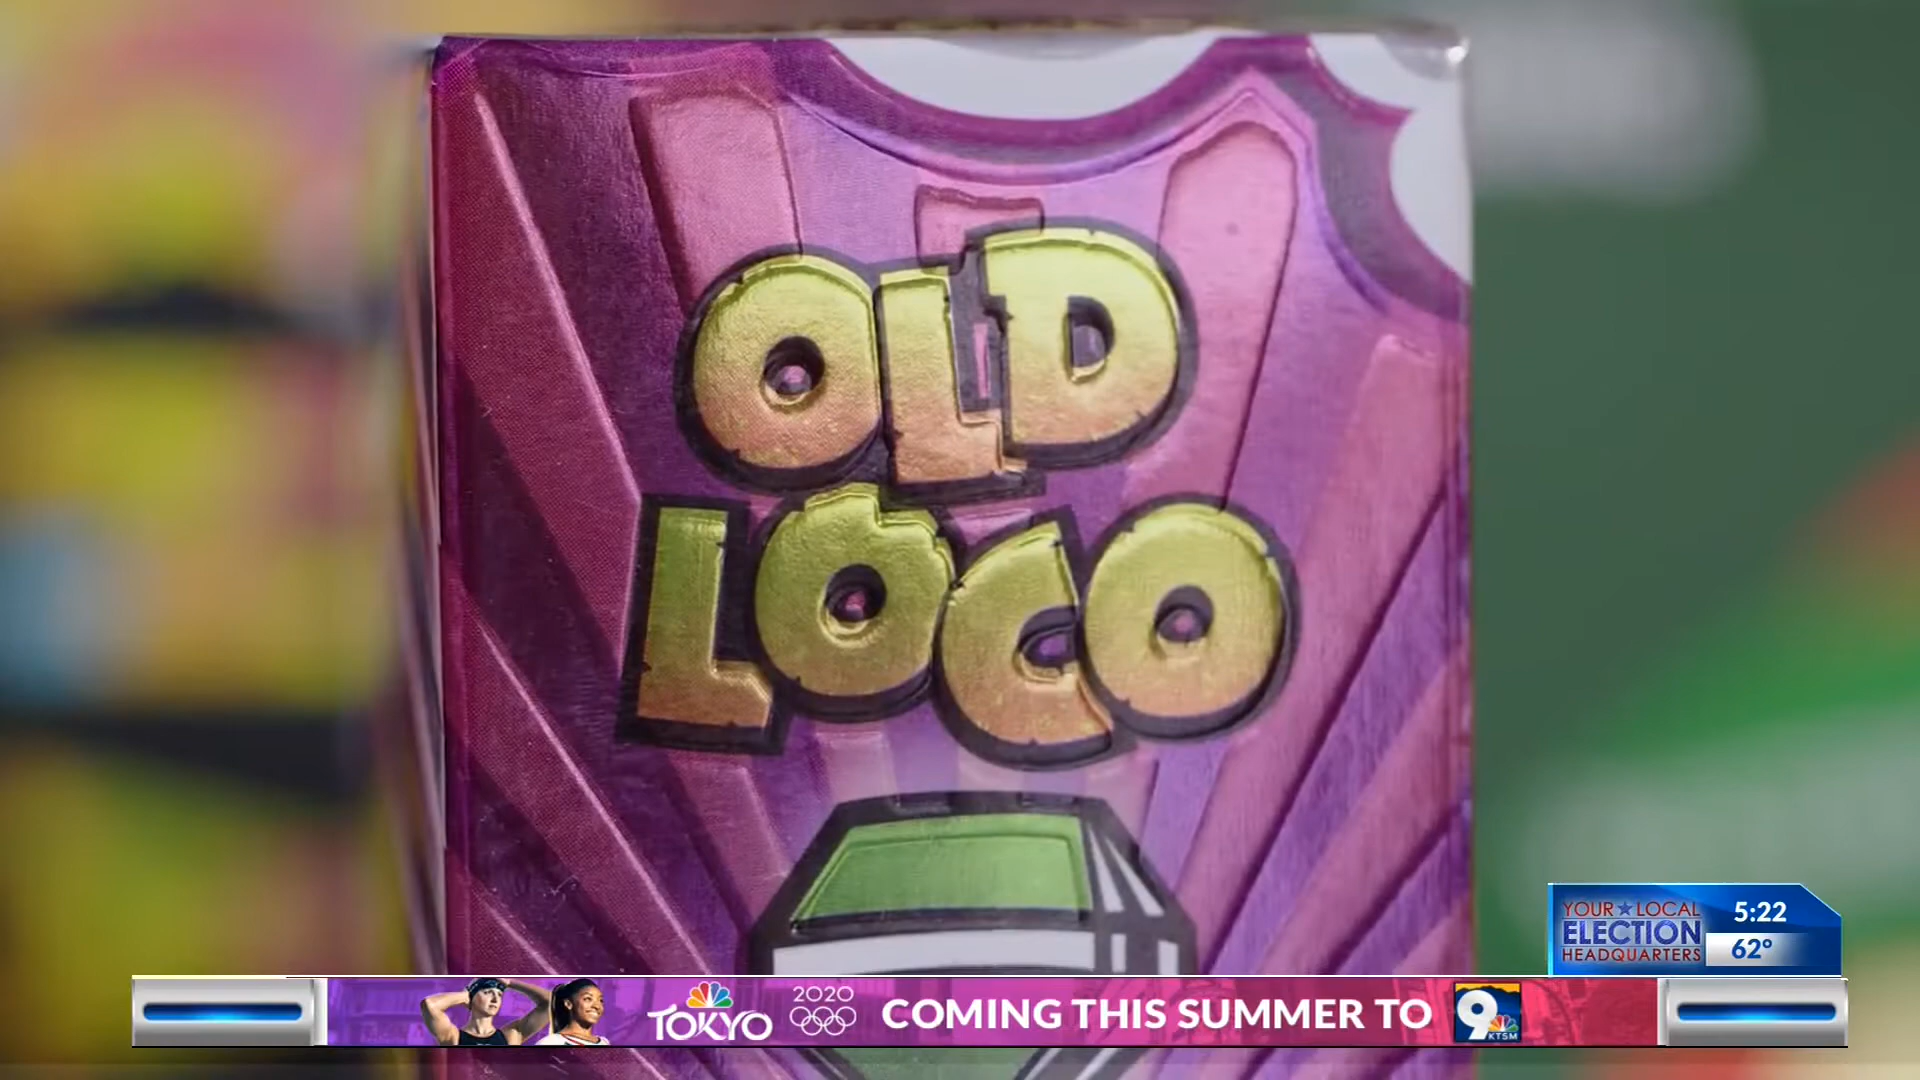 OLD
LOCO
YOUR★LOCAL
ELECTION
HEADQUARTERS
5:22
62°
TOKYO
2020
COMING THIS SUMMER TO
9
KTSM